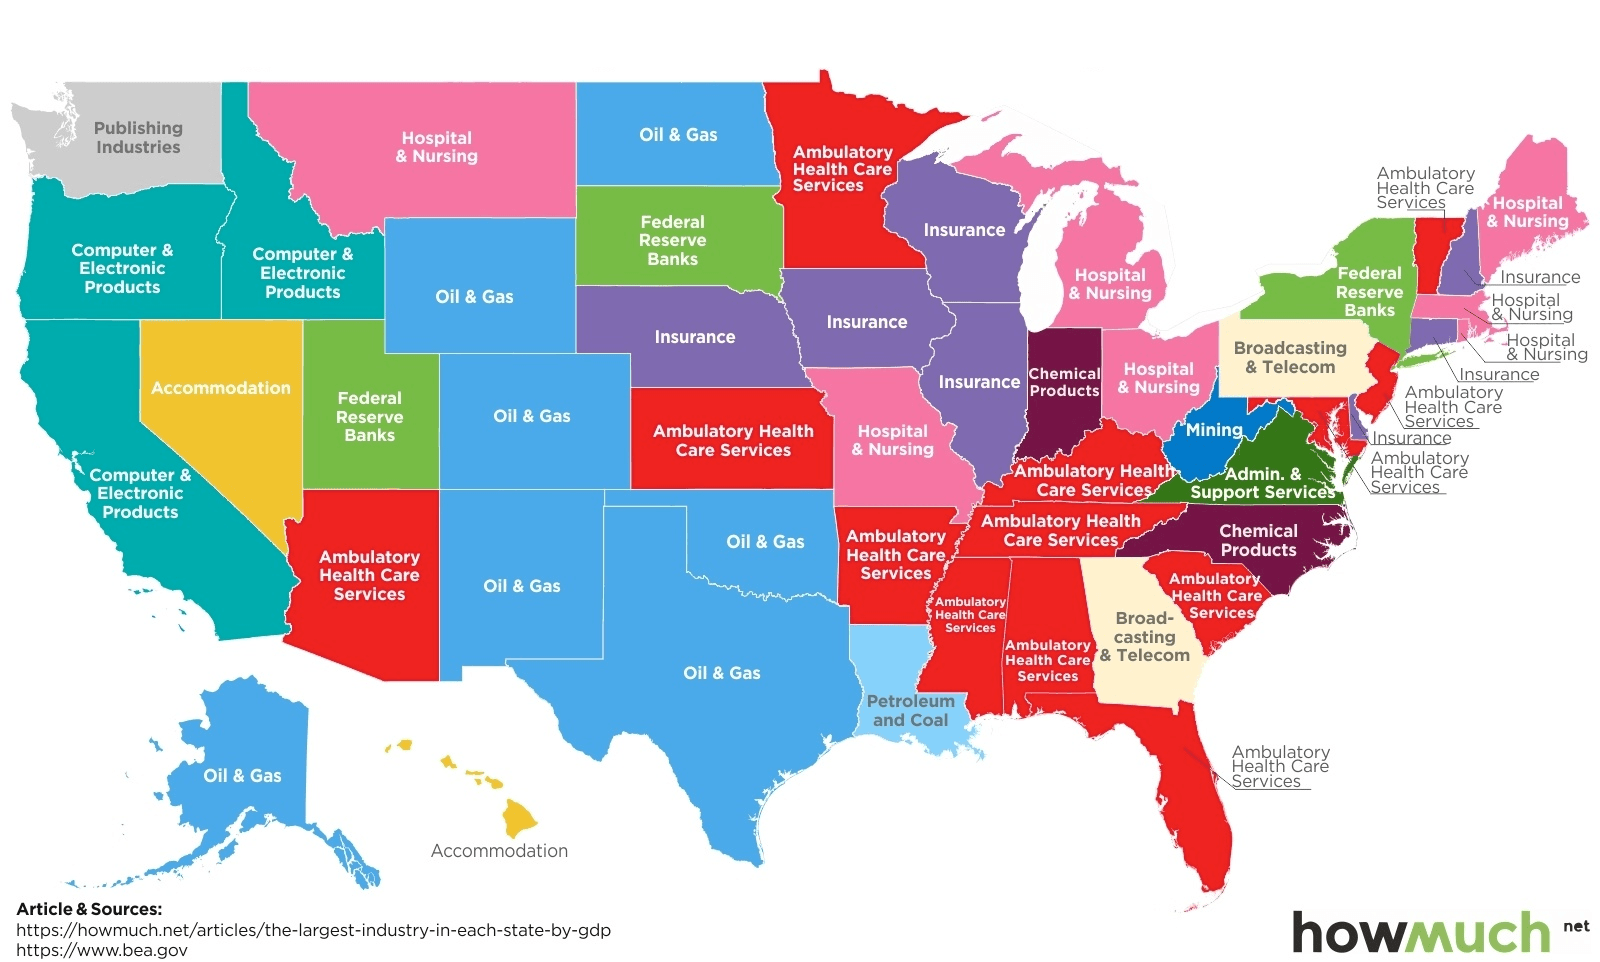 Publishing
Industries
Hospital
& Nursing
Oil & Gas
Ambulatory
Health Care
Services
Ambulatory
Health Care
Services
Hospital
& Nursing
Computer &
Electronic
Products
Computer &
Electronic
Products
Oil & Gas
Federal
Reserve
Banks
Insurance
Hospital
& Nursing
Federal
Reserve
Banks
Insurance
Hospital
& Nursing
Hospital
& Nursing
Insurance
Ambulatory
Health Care
Services
Insurance
Ambulatory
Health Care
Services
Accommodation
Federal
Reserve
Banks
Oil & Gas
Insurance
Insurance
Insurance
Chemical
Products
Hospital
& Nursing
Broadcasting
& Telecom
Computer &
Electronic
Products
Ambulatory Health
Care Services
Hospital
& Nursing
Mining
Ambulatory Health
Care Services
Admin. &
Support Services
Ambulatory
Health Care
Services
Oil & Gas
Oil & Gas
Ambulatory
Health Care
Services
Ambulatory Health
Care Services
Chemical
Products
Ambulatory
Health Care
Services
Ambulatory
Health Care
Services
Ambulatory
Health Care
Services
Broad-
casting
& Telecom
Oil & Gas
Petroleum
and Coal
Oil & Gas
Accommodation
Ambulatory
Health Care
Services
Article & Sources:
https://howmuch.net/articles/the-largest-industry-in-each-state-by-gdp
https://www.bea.gov
howmuch net